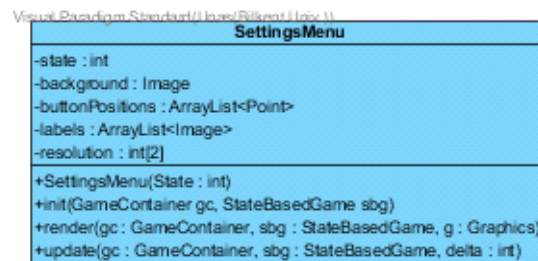 Visual Paradigm Standard(Unas(Bilkent Univ.))
SettingsMenu
-state : int
-background : Image
-buttonPositions : ArrayList<Point>
-labels : ArrayList<Image>
-resolution : int[2]
+SettingsMenu(State : int)
+init(GameContainer gc, StateBasedGame sbg)
+render(gc : GameContainer, sbg : StateBasedGame, g : Graphics)
+update(gc : GameContainer, sbg : StateBasedGame, delta : int)